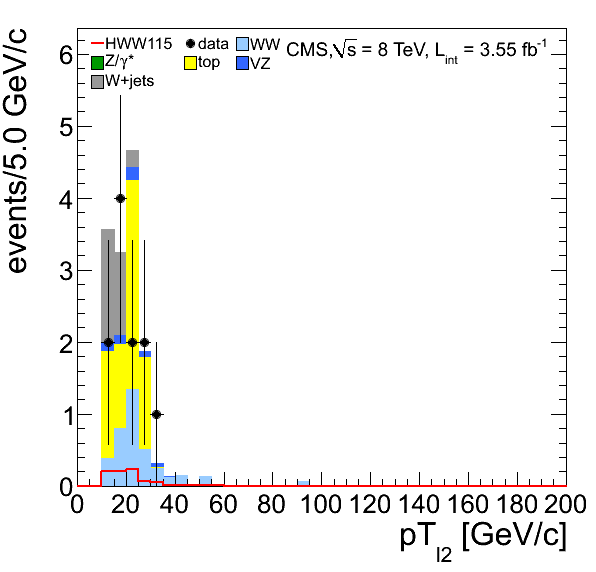 HWW115 data WW
CMS,√s = 8 TeV, L_int = 3.55 fb⁻¹
Z/γ* top VZ
W+jets
events/5.0 GeV/c
6
5
4
3
2
1
0
0 20 40 60 80 100 120 140 160 180 200
pT_l2 [GeV/c]